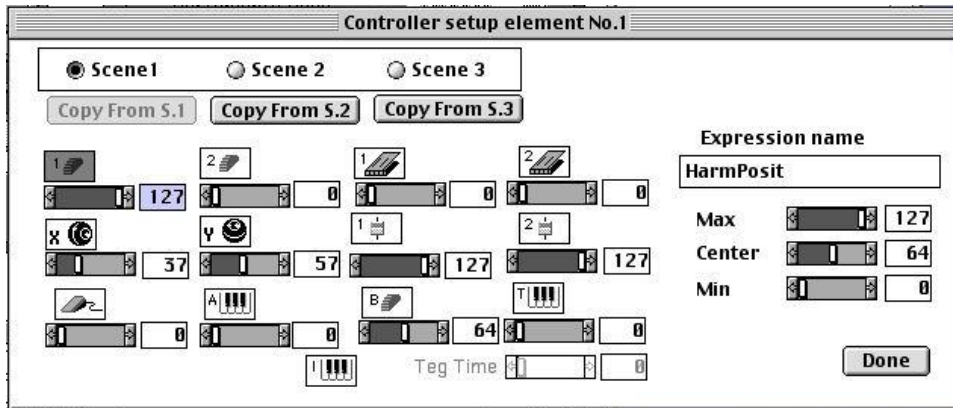 Controller setup element No.1
Scene1 Scene 2 Scene 3
Copy From S.1 Copy From S.2 Copy From S.3
Expression name
HarmPosit
1 2 1 2
127 0 0 0
Max 127
X Y 1 2
37 57 127 127
Center 64
Min 0
A B T
0 0 64 0
I Teg Time 0
Done